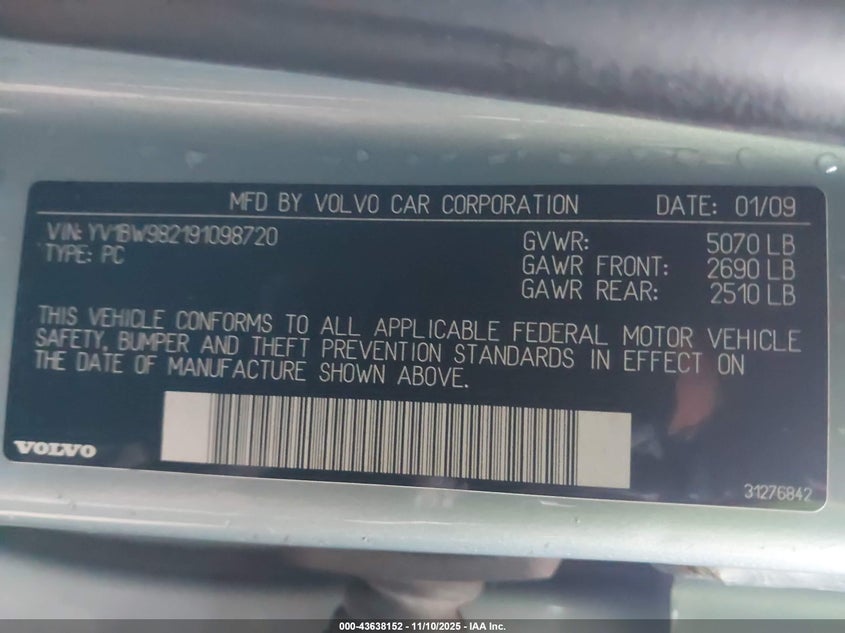 MFD BY VOLVO CAR CORPORATION DATE: 01/09
VIN: YV1BW982191098720
TYPE: PC
GVWR: 5070 LB
GAWR FRONT: 2690 LB
GAWR REAR: 2510 LB
THIS VEHICLE CONFORMS TO ALL APPLICABLE FEDERAL MOTOR VEHICLE
SAFETY, BUMPER AND THEFT PREVENTION STANDARDS IN EFFECT ON
THE DATE OF MANUFACTURE SHOWN ABOVE.
VOLVO
31276842
000-43638152 - 11/10/2025 - IAA Inc.